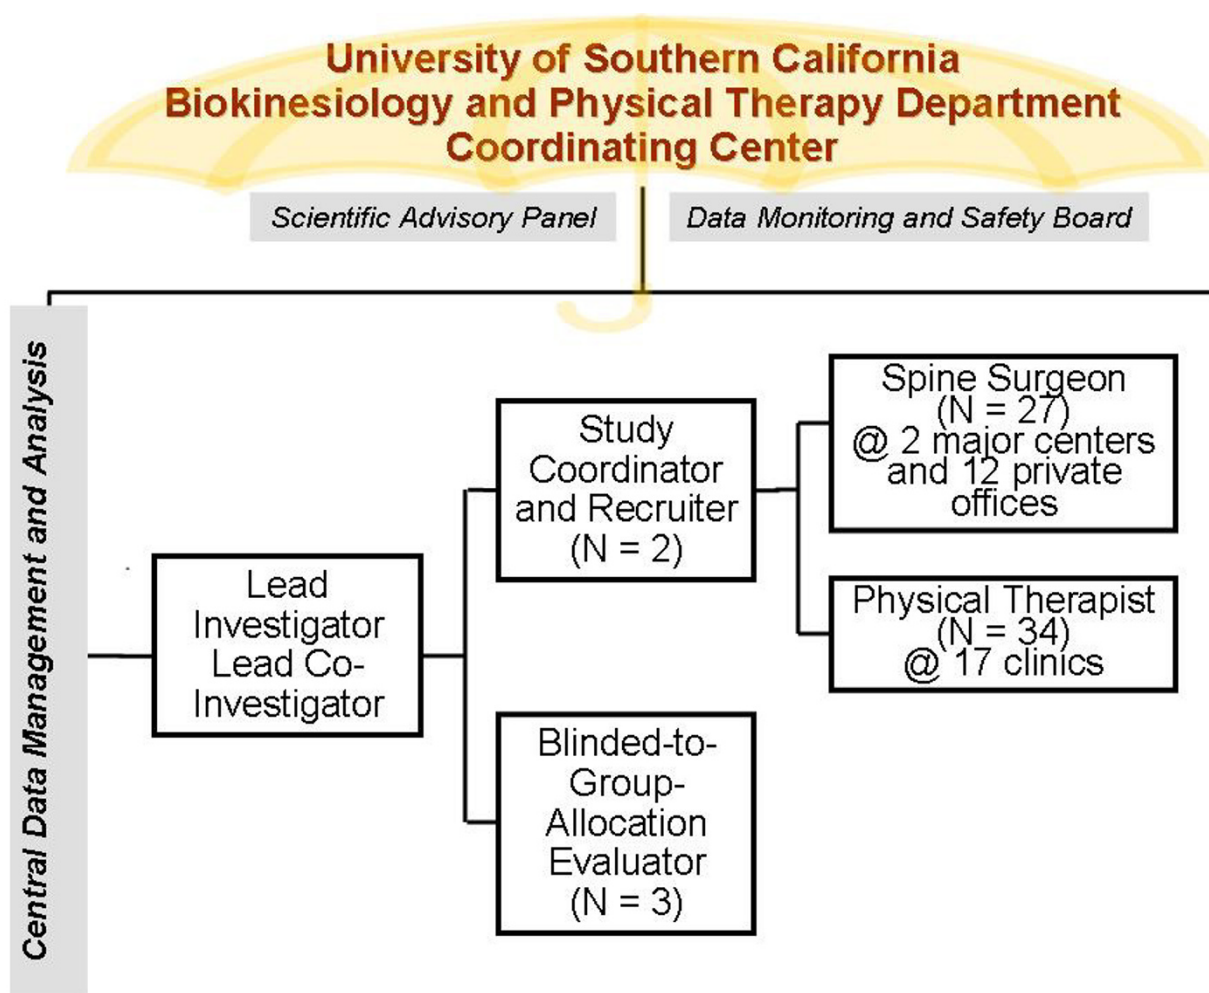 University of Southern California
Biokinesiology and Physical Therapy Department
Coordinating Center
Scientific Advisory Panel
Data Monitoring and Safety Board
Central Data Management and Analysis
Lead
Investigator
Lead Co-
Investigator
Study
Coordinator
and Recruiter
(N = 2)
Blinded-to-
Group-
Allocation
Evaluator
(N = 3)
Spine Surgeon
(N = 27)
@ 2 major centers
and 12 private
offices
Physical Therapist
(N = 34)
@ 17 clinics